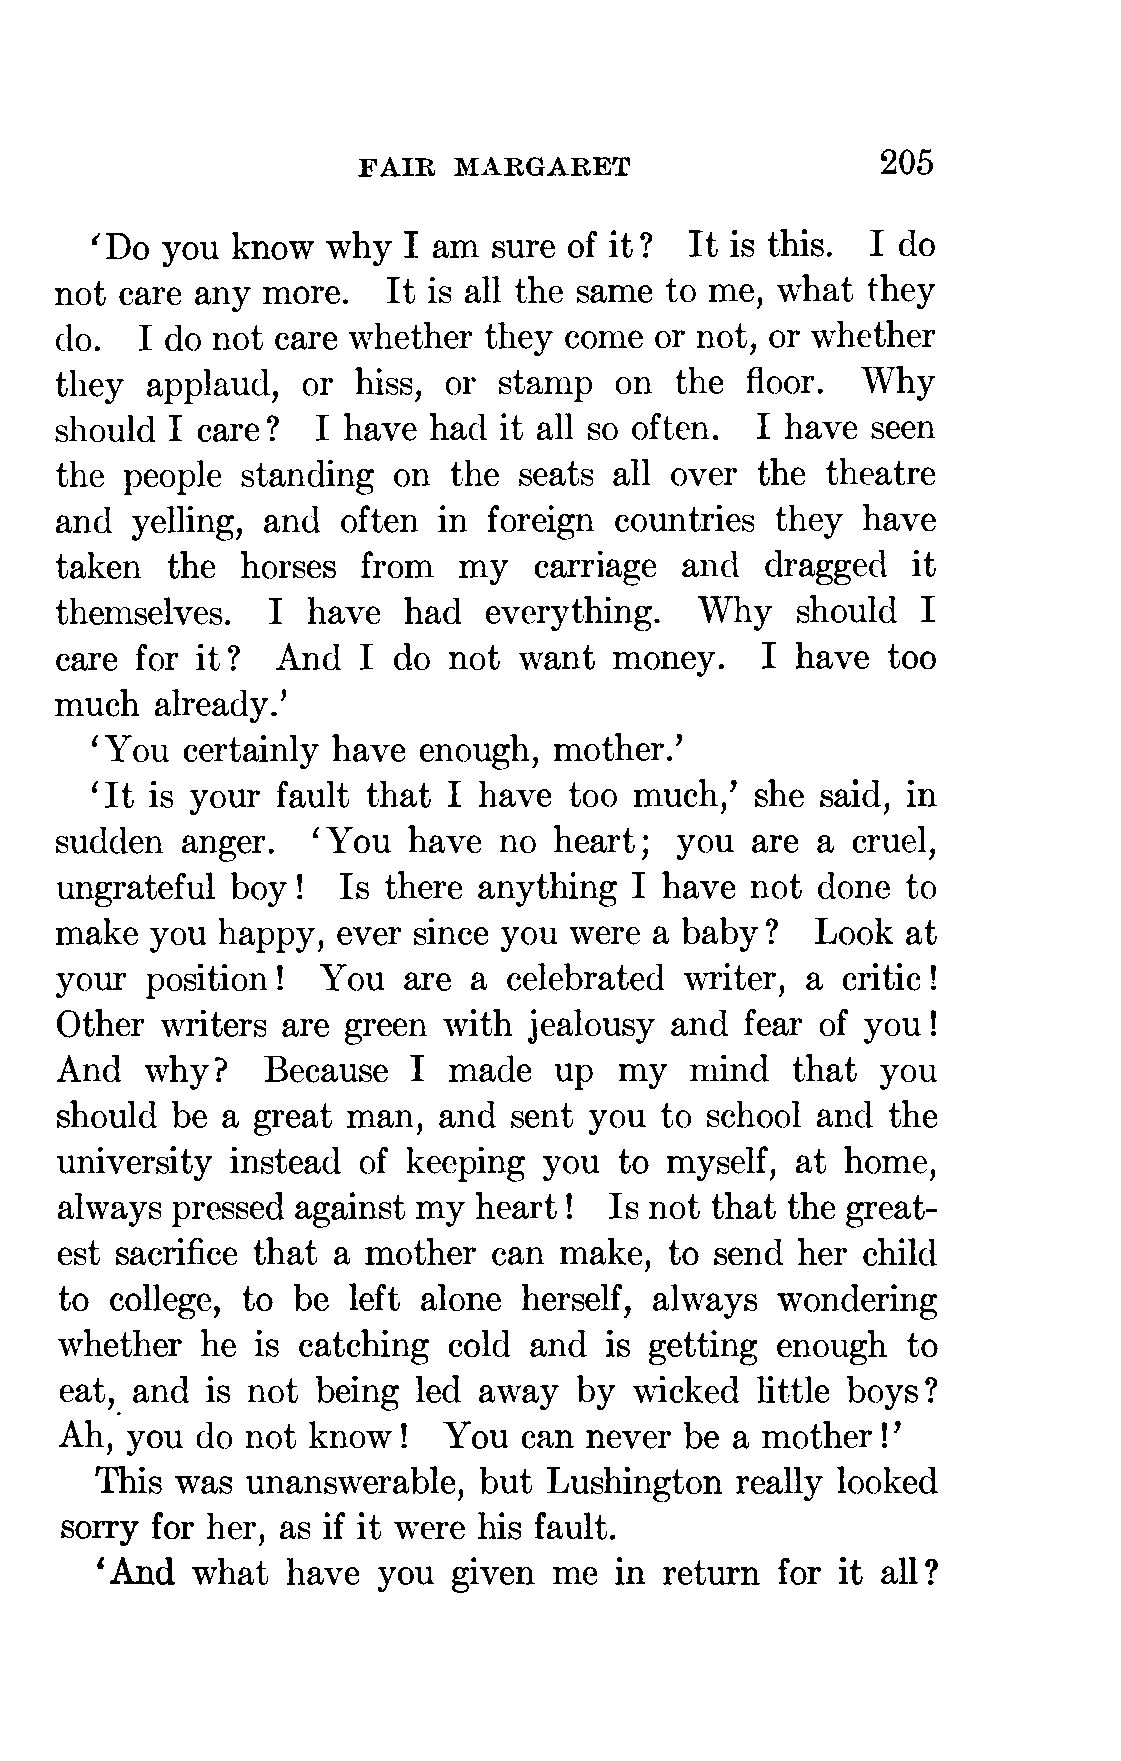 FAIR MARGARET 205
‘Do you know why I am sure of it? It is this. I do
not care any more. It is all the same to me, what they
do. I do not care whether they come or not, or whether
they applaud, or hiss, or stamp on the floor. Why
should I care? I have had it all so often. I have seen
the people standing on the seats all over the theatre
and yelling, and often in foreign countries they have
taken the horses from my carriage and dragged it
themselves. I have had everything. Why should I
care for it? And I do not want money. I have too
much already.’
‘You certainly have enough, mother.’
‘It is your fault that I have too much,’ she said, in
sudden anger. ‘You have no heart; you are a cruel,
ungrateful boy! Is there anything I have not done to
make you happy, ever since you were a baby? Look at
your position! You are a celebrated writer, a critic!
Other writers are green with jealousy and fear of you!
And why? Because I made up my mind that you
should be a great man, and sent you to school and the
university instead of keeping you to myself, at home,
always pressed against my heart! Is not that the great-
est sacrifice that a mother can make, to send her child
to college, to be left alone herself, always wondering
whether he is catching cold and is getting enough to
eat, and is not being led away by wicked little boys?
Ah, you do not know! You can never be a mother!’
This was unanswerable, but Lushington really looked
sorry for her, as if it were his fault.
‘And what have you given me in return for it all?